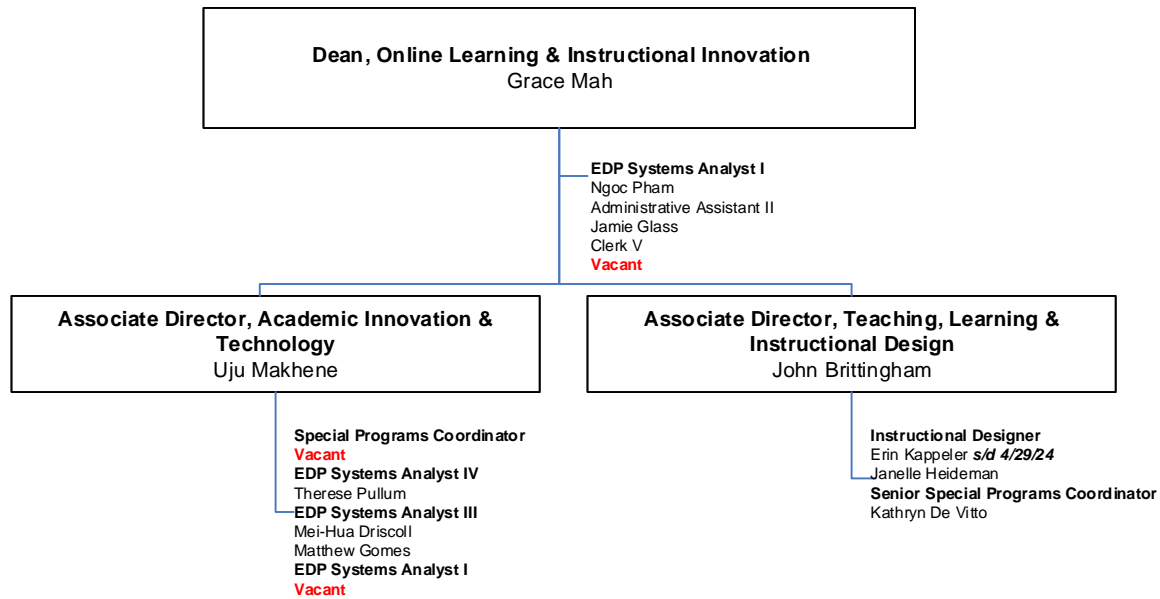 Dean, Online Learning & Instructional Innovation
Grace Mah
EDP Systems Analyst I
Ngoc Pham
Administrative Assistant II
Jamie Glass
Clerk V
Vacant
Associate Director, Academic Innovation &
Technology
Uju Makhene
Associate Director, Teaching, Learning &
Instructional Design
John Brittingham
Special Programs Coordinator
Vacant
EDP Systems Analyst IV
Therese Pullum
EDP Systems Analyst III
Mei-Hua Driscoll
Matthew Gomes
EDP Systems Analyst I
Vacant
Instructional Designer
Erin Kappeler s/d 4/29/24
Janelle Heideman
Senior Special Programs Coordinator
Kathryn De Vitto